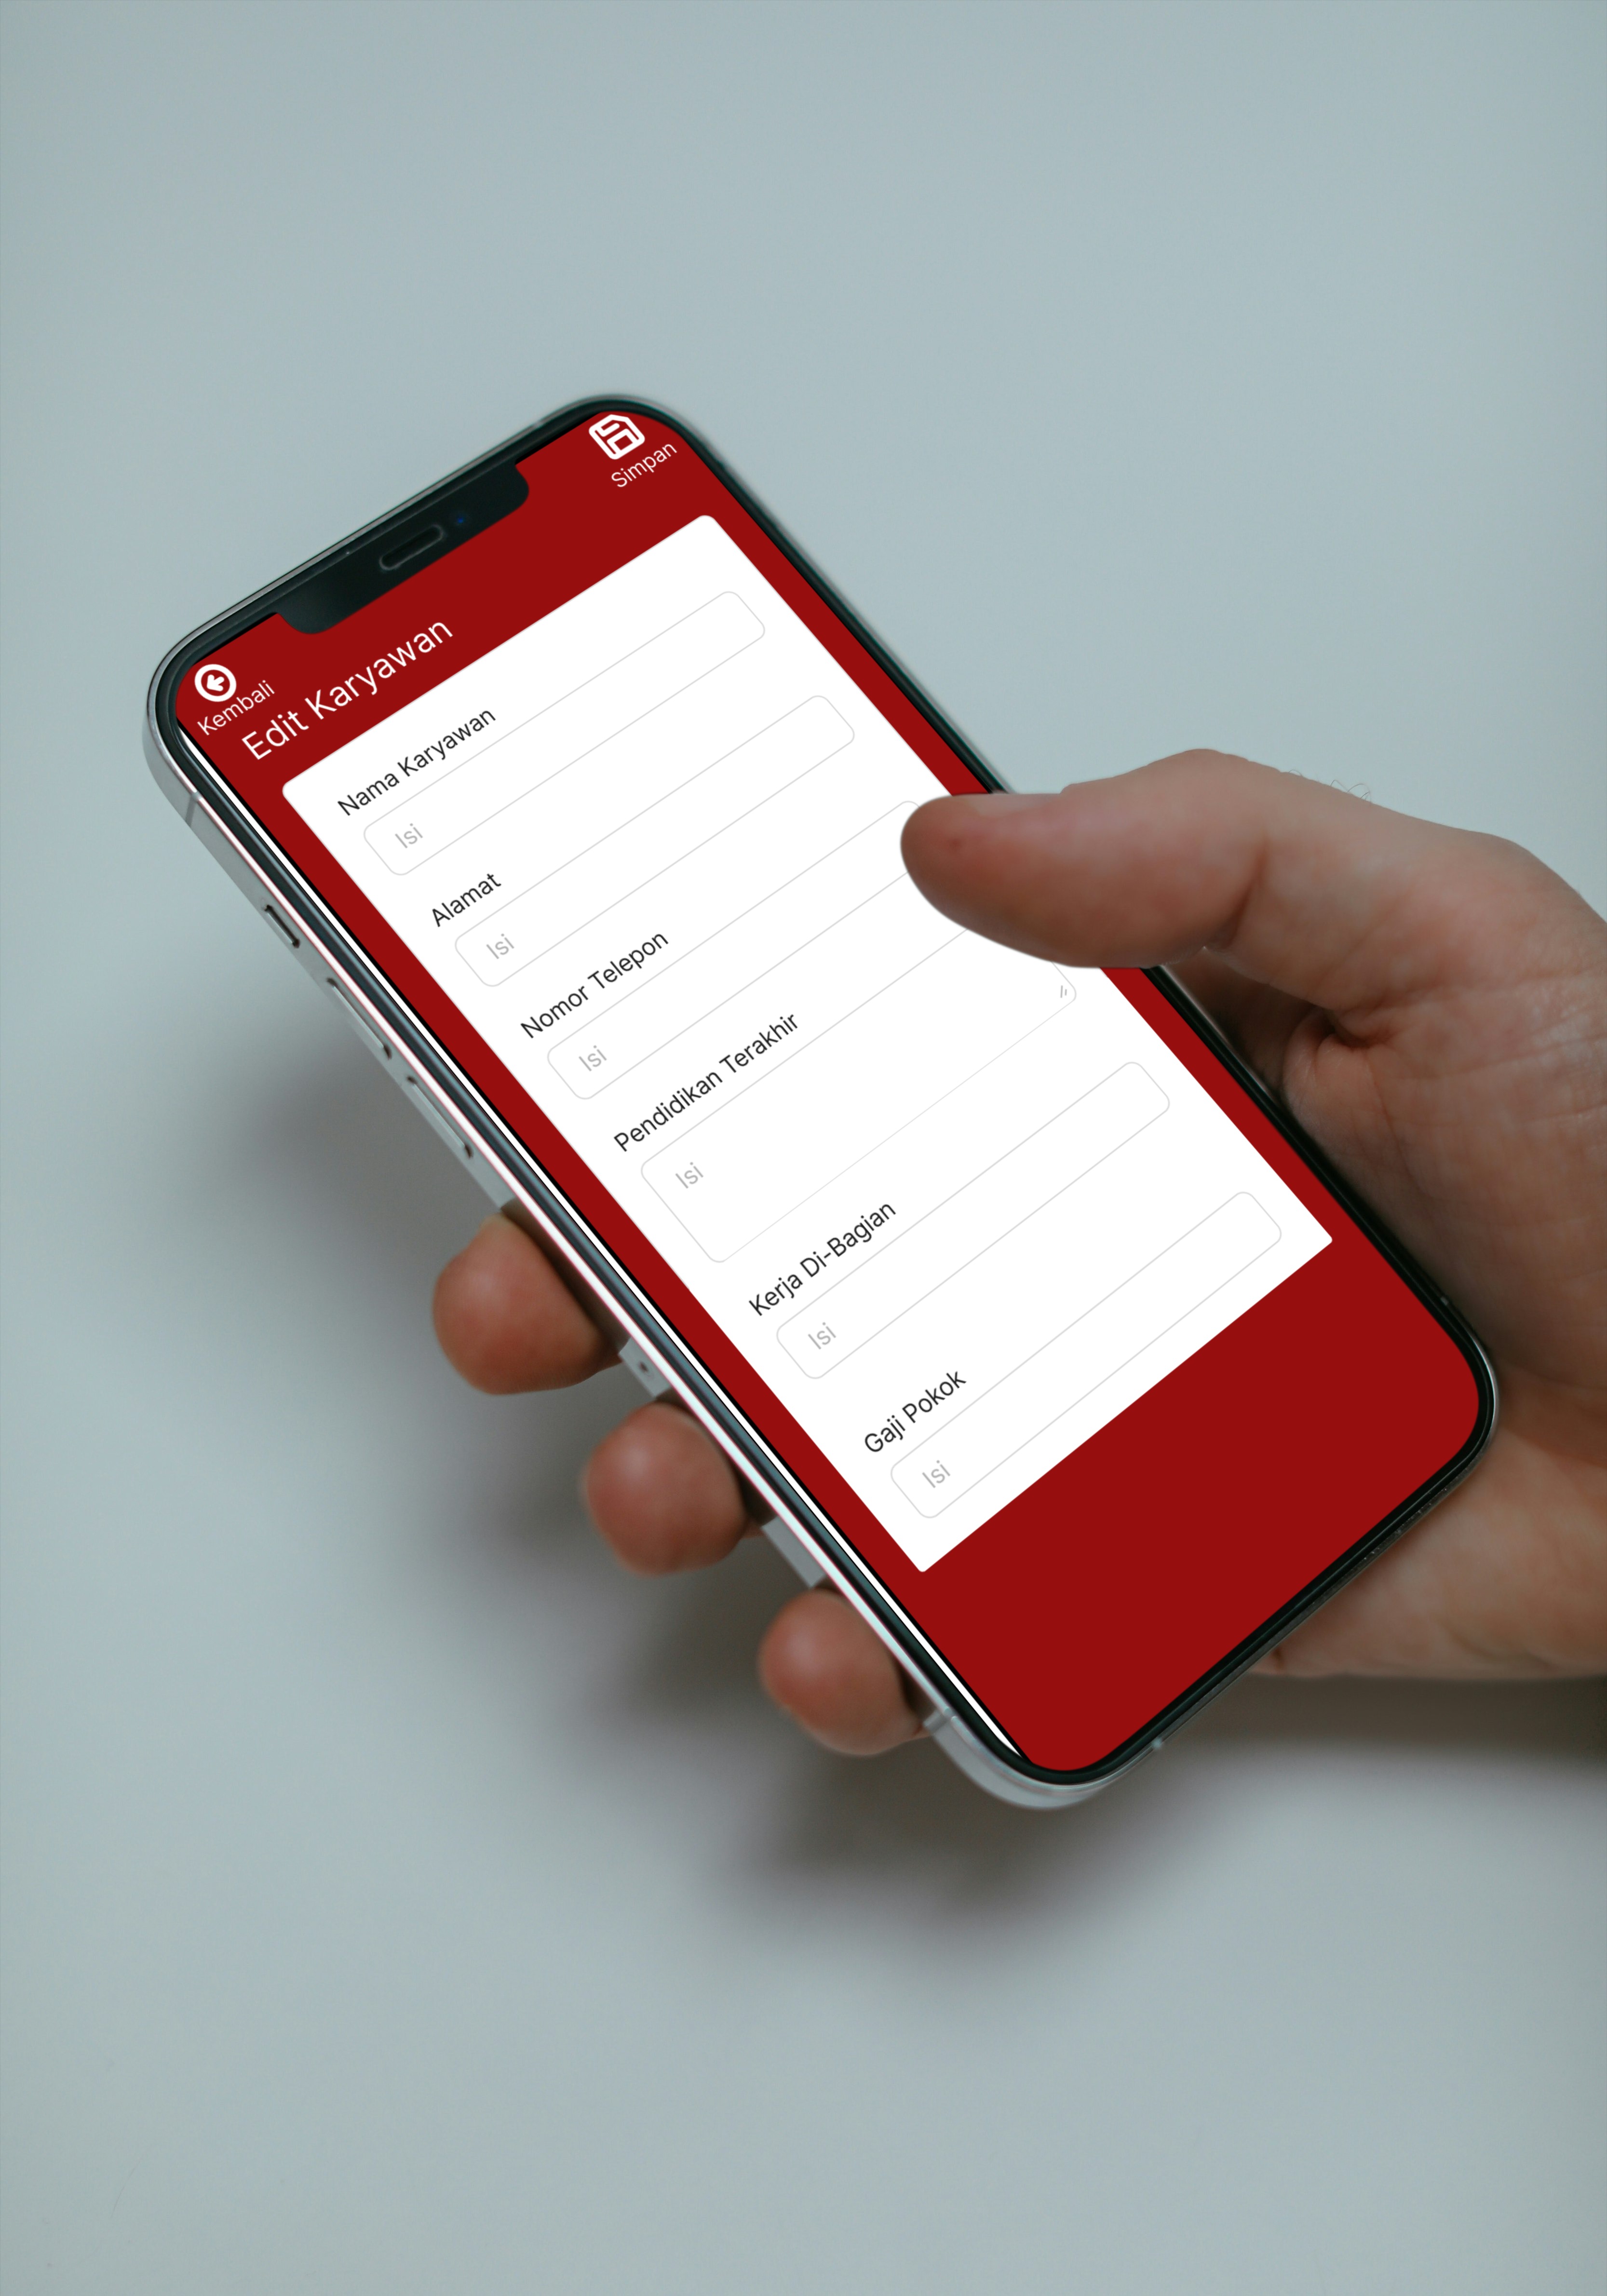 Simpan
Kembali
Edit Karyawan
Nama Karyawan
Isi
Alamat
Isi
Nomor Telepon
Isi
Pendidikan Terakhir
Isi
Kerja Di-Bagian
Isi
Gaji Pokok
Isi